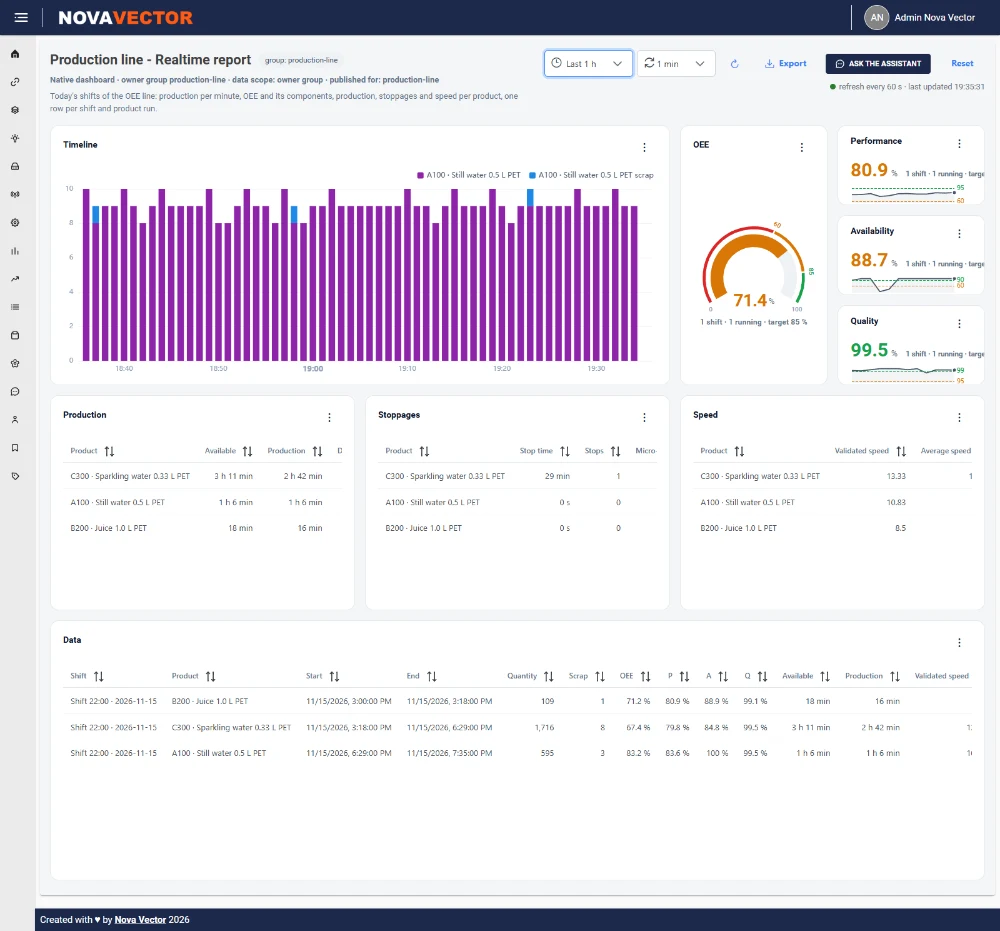 NOVAVECTOR
AN Admin Nova Vector
Production line - Realtime report group: production-line
Last 1 h 1 min Export ASK THE ASSISTANT Reset
Native dashboard · owner group production-line · data scope: owner group · published for: production-line
refresh every 60 s · last updated 19:35:31
Today's shifts of the OEE line: production per minute, OEE and its components, production, stoppages and speed per product, one
row per shift and product run.
Timeline
A100 · Still water 0.5 L PET A100 · Still water 0.5 L PET scrap
10
8
6
4
2
0
18:40 18:50 19:00 19:10 19:20 19:30
OEE
60
85
71.4 %
0 100
1 shift · 1 running · target 85 %
Performance
80.9 % 1 shift · 1 running · targe
95
60
Availability
88.7 % 1 shift · 1 running · targe
90
60
Quality
99.5 % 1 shift · 1 running · targe
99
95
Production
Product Available Production D
C300 · Sparkling water 0.33 L PET 3 h 11 min 2 h 42 min
A100 · Still water 0.5 L PET 1 h 6 min 1 h 6 min
B200 · Juice 1.0 L PET 18 min 16 min
Stoppages
Product Stop time Stops Micro-
C300 · Sparkling water 0.33 L PET 29 min 1
A100 · Still water 0.5 L PET 0 s 0
B200 · Juice 1.0 L PET 0 s 0
Speed
Product Validated speed Average speed
C300 · Sparkling water 0.33 L PET 13.33 1
A100 · Still water 0.5 L PET 10.83
B200 · Juice 1.0 L PET 8.5
Data
Shift Product Start End Quantity Scrap OEE P A Q Available Production Validated speed
Shift 22:00 · 2026-11-15 B200 · Juice 1.0 L PET 11/15/2026, 3:00:00 PM 11/15/2026, 3:18:00 PM 109 1 71.2 % 80.9 % 88.9 % 99.1 % 18 min 16 min
Shift 22:00 · 2026-11-15 C300 · Sparkling water 0.33 L PET 11/15/2026, 3:18:00 PM 11/15/2026, 6:29:00 PM 1,716 8 67.4 % 79.8 % 84.8 % 99.5 % 3 h 11 min 2 h 42 min
Shift 22:00 · 2026-11-15 A100 · Still water 0.5 L PET 11/15/2026, 6:29:00 PM 11/15/2026, 7:35:00 PM 595 3 83.2 % 83.6 % 100 % 99.5 % 1 h 6 min 1 h 6 min
Created with ♥ by Nova Vector 2026